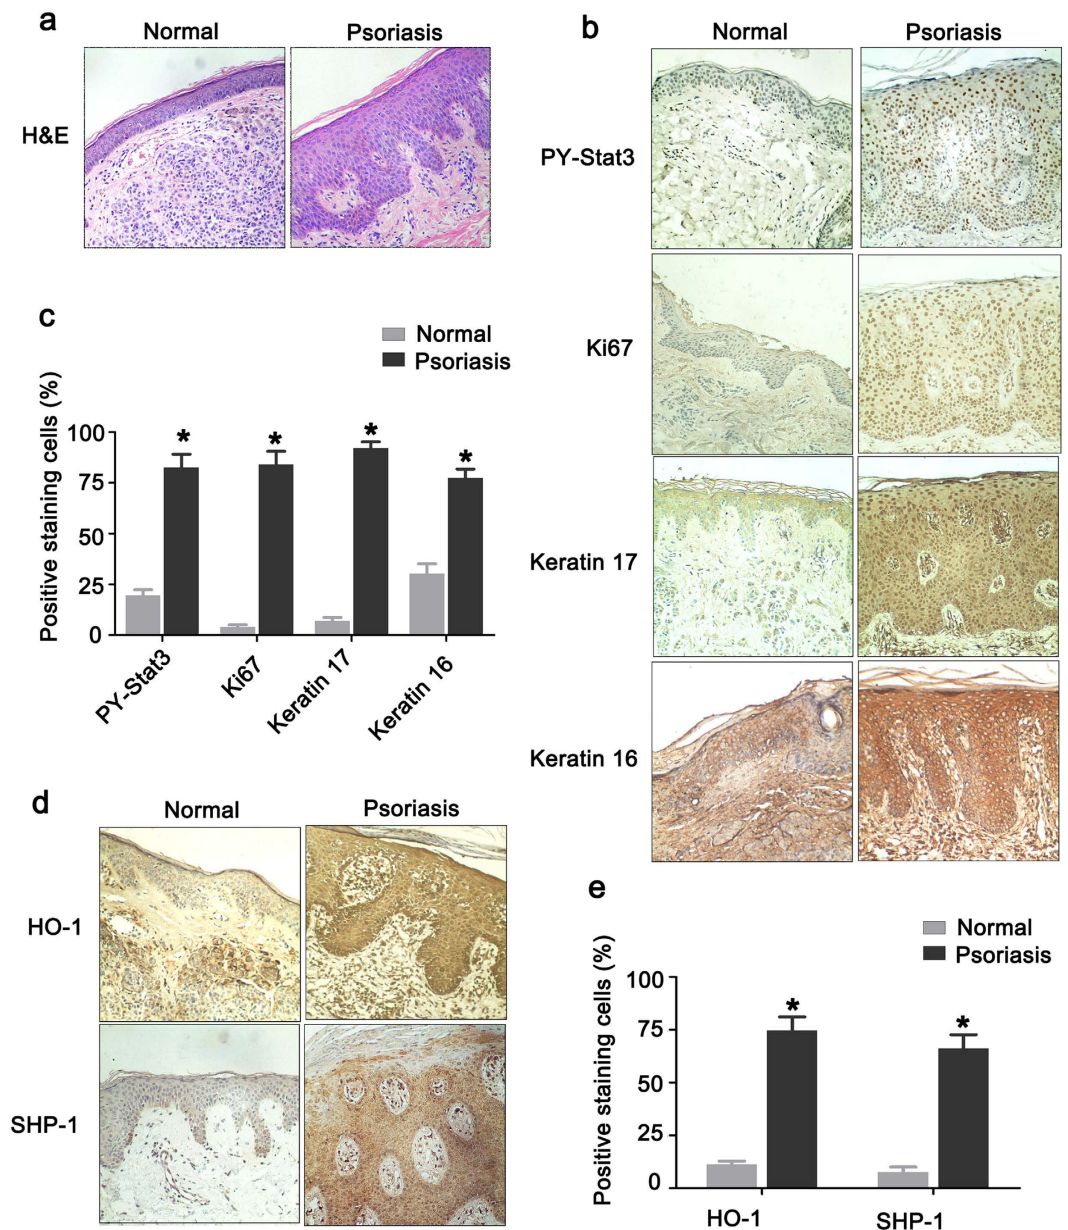 a
Normal
Psoriasis
H&E
b
Normal
Psoriasis
PY-Stat3
Ki67
Keratin 17
Keratin 16
c
Normal
Psoriasis
Positive staining cells (%)
100
75
50
25
0
*
*
*
*
PY-Stat3
Ki67
Keratin 17
Keratin 16
d
Normal
Psoriasis
HO-1
SHP-1
e
Normal
Psoriasis
Positive staining cells (%)
100
75
50
25
0
*
*
HO-1
SHP-1